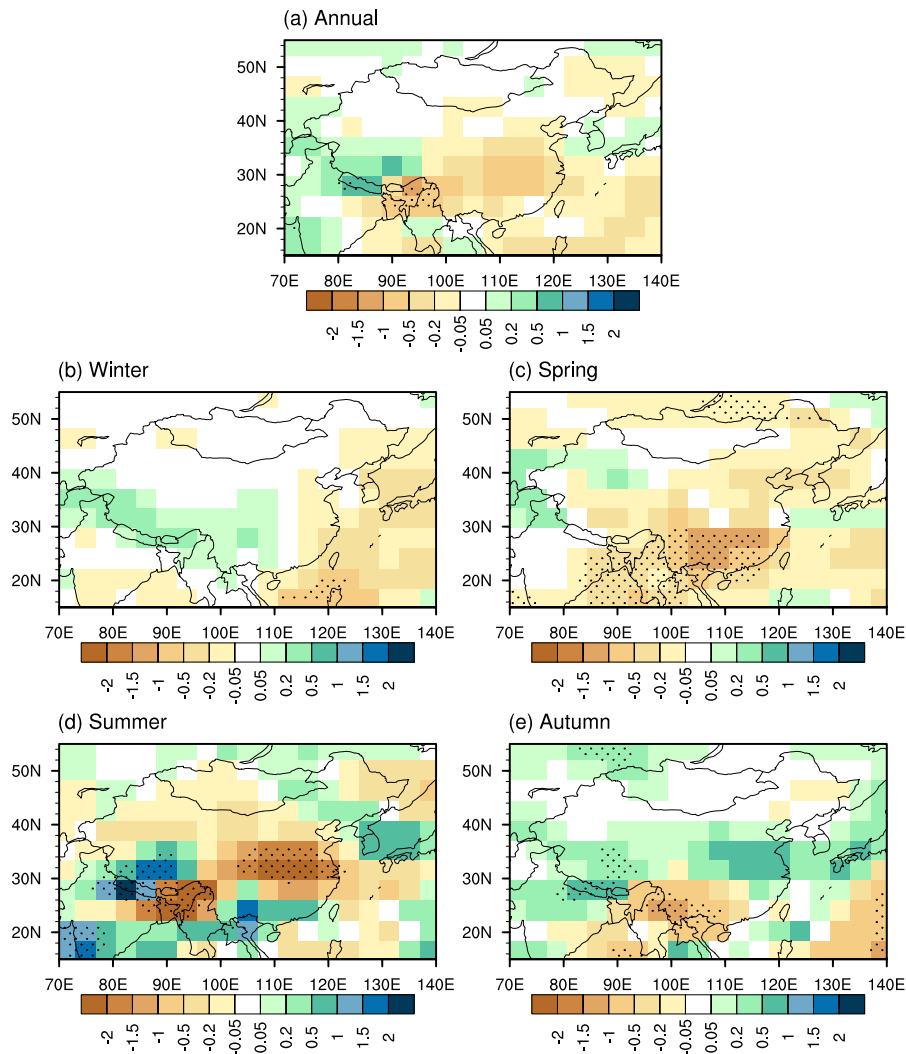 (a) Annual
50N
40N
30N
20N
70E 80E 90E 100E 110E 120E 130E 140E
-2 -1.5 -1 -0.5 -0.2 -0.05 0.05 0.2 0.5 1 1.5 2
(b) Winter
50N
40N
30N
20N
70E 80E 90E 100E 110E 120E 130E 140E
-2 -1.5 -1 -0.5 -0.2 -0.05 0.05 0.2 0.5 1 1.5 2
(c) Spring
50N
40N
30N
20N
70E 80E 90E 100E 110E 120E 130E 140E
-2 -1.5 -1 -0.5 -0.2 -0.05 0.05 0.2 0.5 1 1.5 2
(d) Summer
50N
40N
30N
20N
70E 80E 90E 100E 110E 120E 130E 140E
-2 -1.5 -1 -0.5 -0.2 -0.05 0.05 0.2 0.5 1 1.5 2
(e) Autumn
50N
40N
30N
20N
70E 80E 90E 100E 110E 120E 130E 140E
-2 -1.5 -1 -0.5 -0.2 -0.05 0.05 0.2 0.5 1 1.5 2